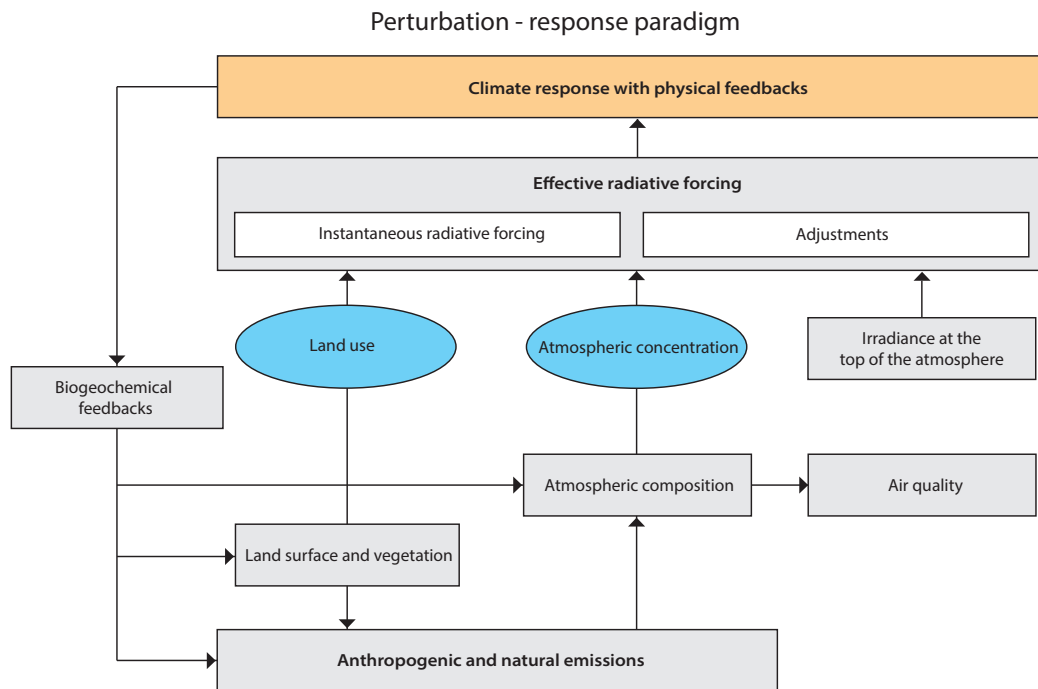 Perturbation - response paradigm
Climate response with physical feedbacks
Effective radiative forcing
Instantaneous radiative forcing
Adjustments
Land use
Atmospheric concentration
Irradiance at the
top of the atmosphere
Biogeochemical
feedbacks
Atmospheric composition
Air quality
Land surface and vegetation
Anthropogenic and natural emissions